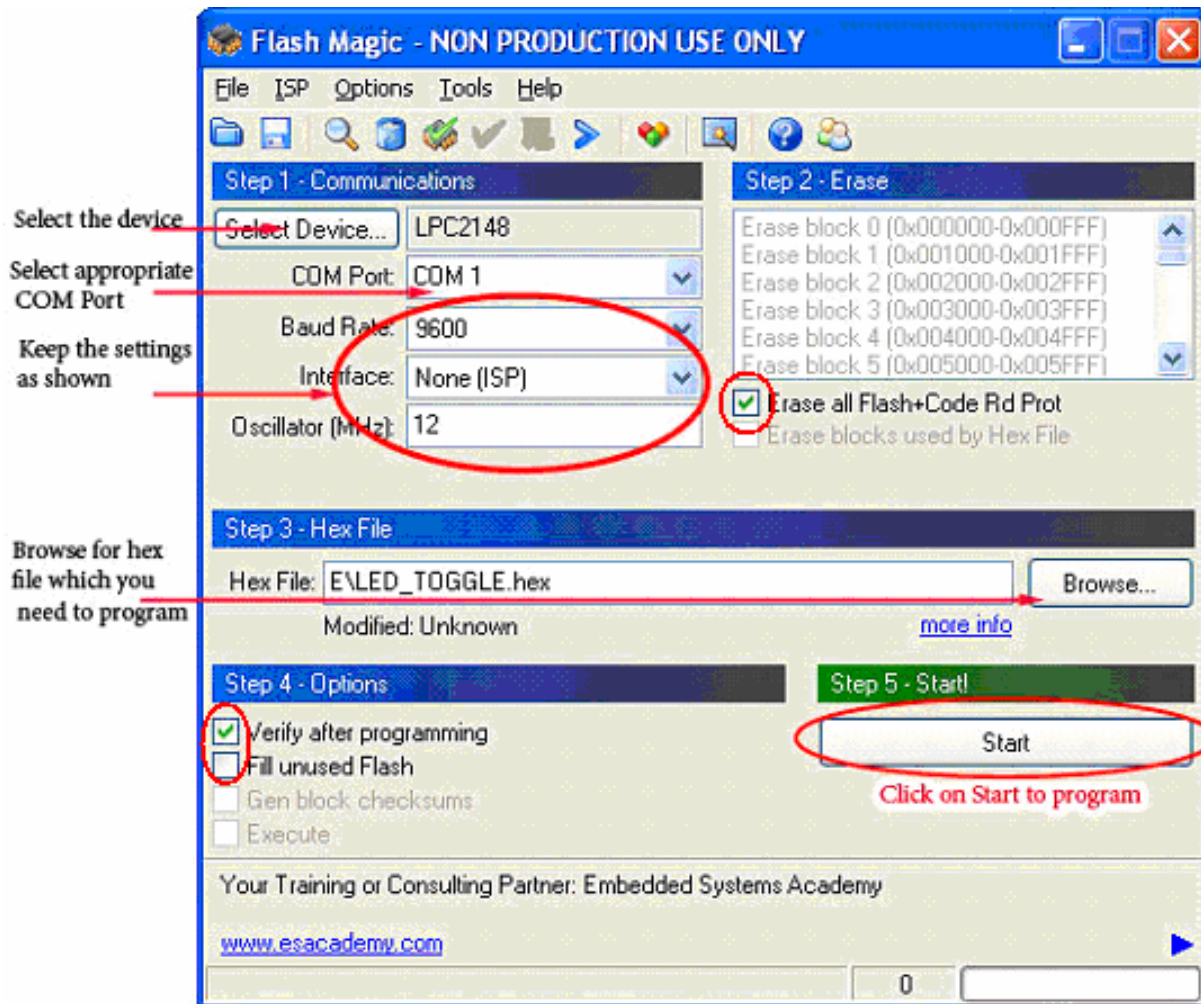 Flash Magic - NON PRODUCTION USE ONLY
File ISP Options Tools Help
Step 1 - Communications
Select the device
Select Device...
LPC2148
Select appropriate
COM Port
COM Port:
COM 1
Keep the settings
as shown
Baud Rate:
9600
Interface:
None (ISP)
Oscillator (MHz):
12
Step 2 - Erase
Erase block 0 (0x000000-0x000FFF)
Erase block 1 (0x001000-0x001FFF)
Erase block 2 (0x002000-0x002FFF)
Erase block 3 (0x003000-0x003FFF)
Erase block 4 (0x004000-0x004FFF)
Erase block 5 (0x005000-0x005FFF)
Erase all Flash+Code Rd Prot
Erase blocks used by Hex File
Step 3 - Hex File
Browse for hex
file which you
need to program
Hex File:
E\LED_TOGGLE.hex
Browse...
Modified: Unknown
more info
Step 4 - Options
Verify after programming
Fill unused Flash
Gen block checksums
Execute
Step 5 - Start!
Start
Click on Start to program
Your Training or Consulting Partner: Embedded Systems Academy
www.esacademy.com
0